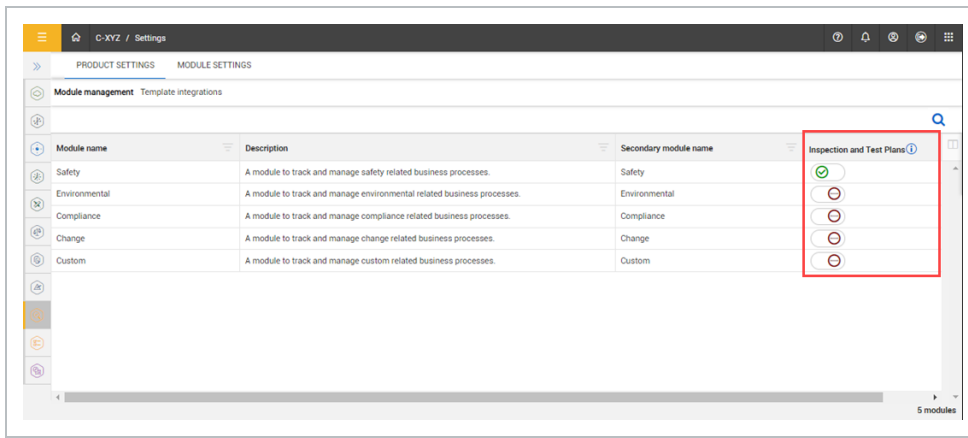 C-XYZ / Settings
PRODUCT SETTINGS MODULE SETTINGS
Module management Template integrations
Module name Description Secondary module name Inspection and Test Plans
Safety A module to track and manage safety related business processes. Safety
Environmental A module to track and manage environmental related business processes. Environmental
Compliance A module to track and manage compliance related business processes. Compliance
Change A module to track and manage change related business processes. Change
Custom A module to track and manage custom related business processes. Custom
5 modules